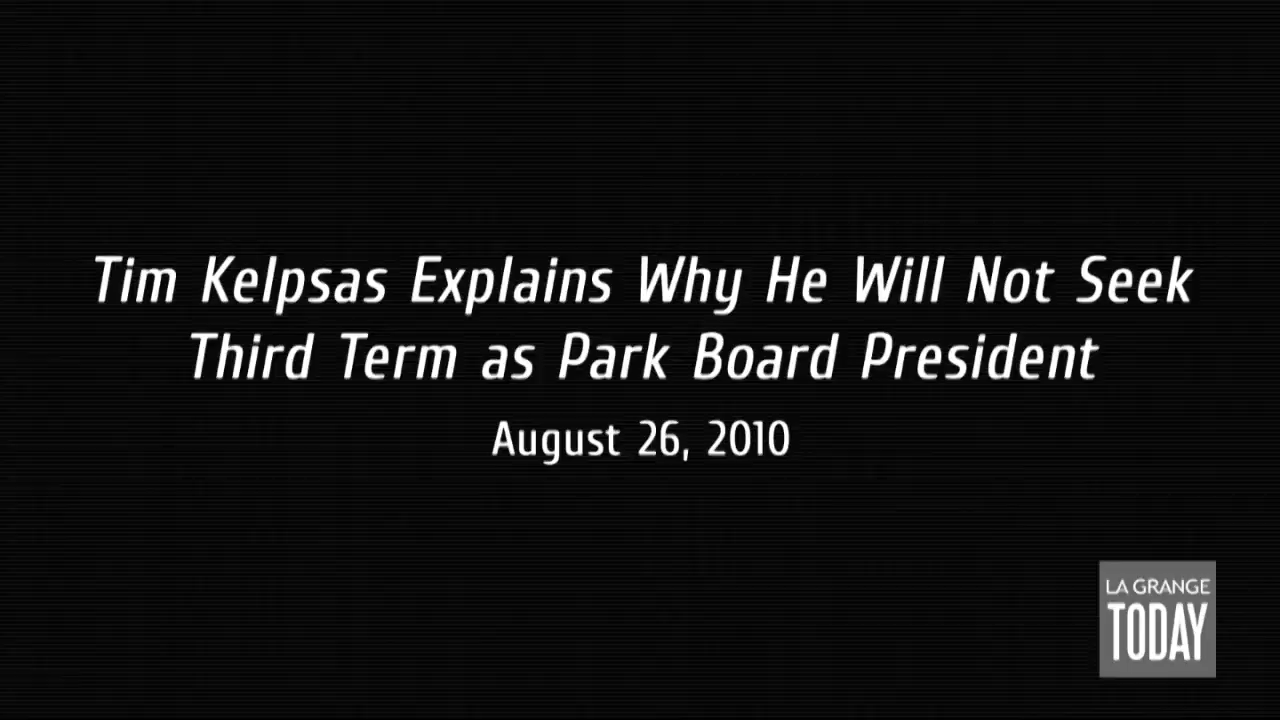 Tim Kelpsas Explains Why He Will Not Seek
Third Term as Park Board President
August 26, 2010
LA GRANGE
TODAY